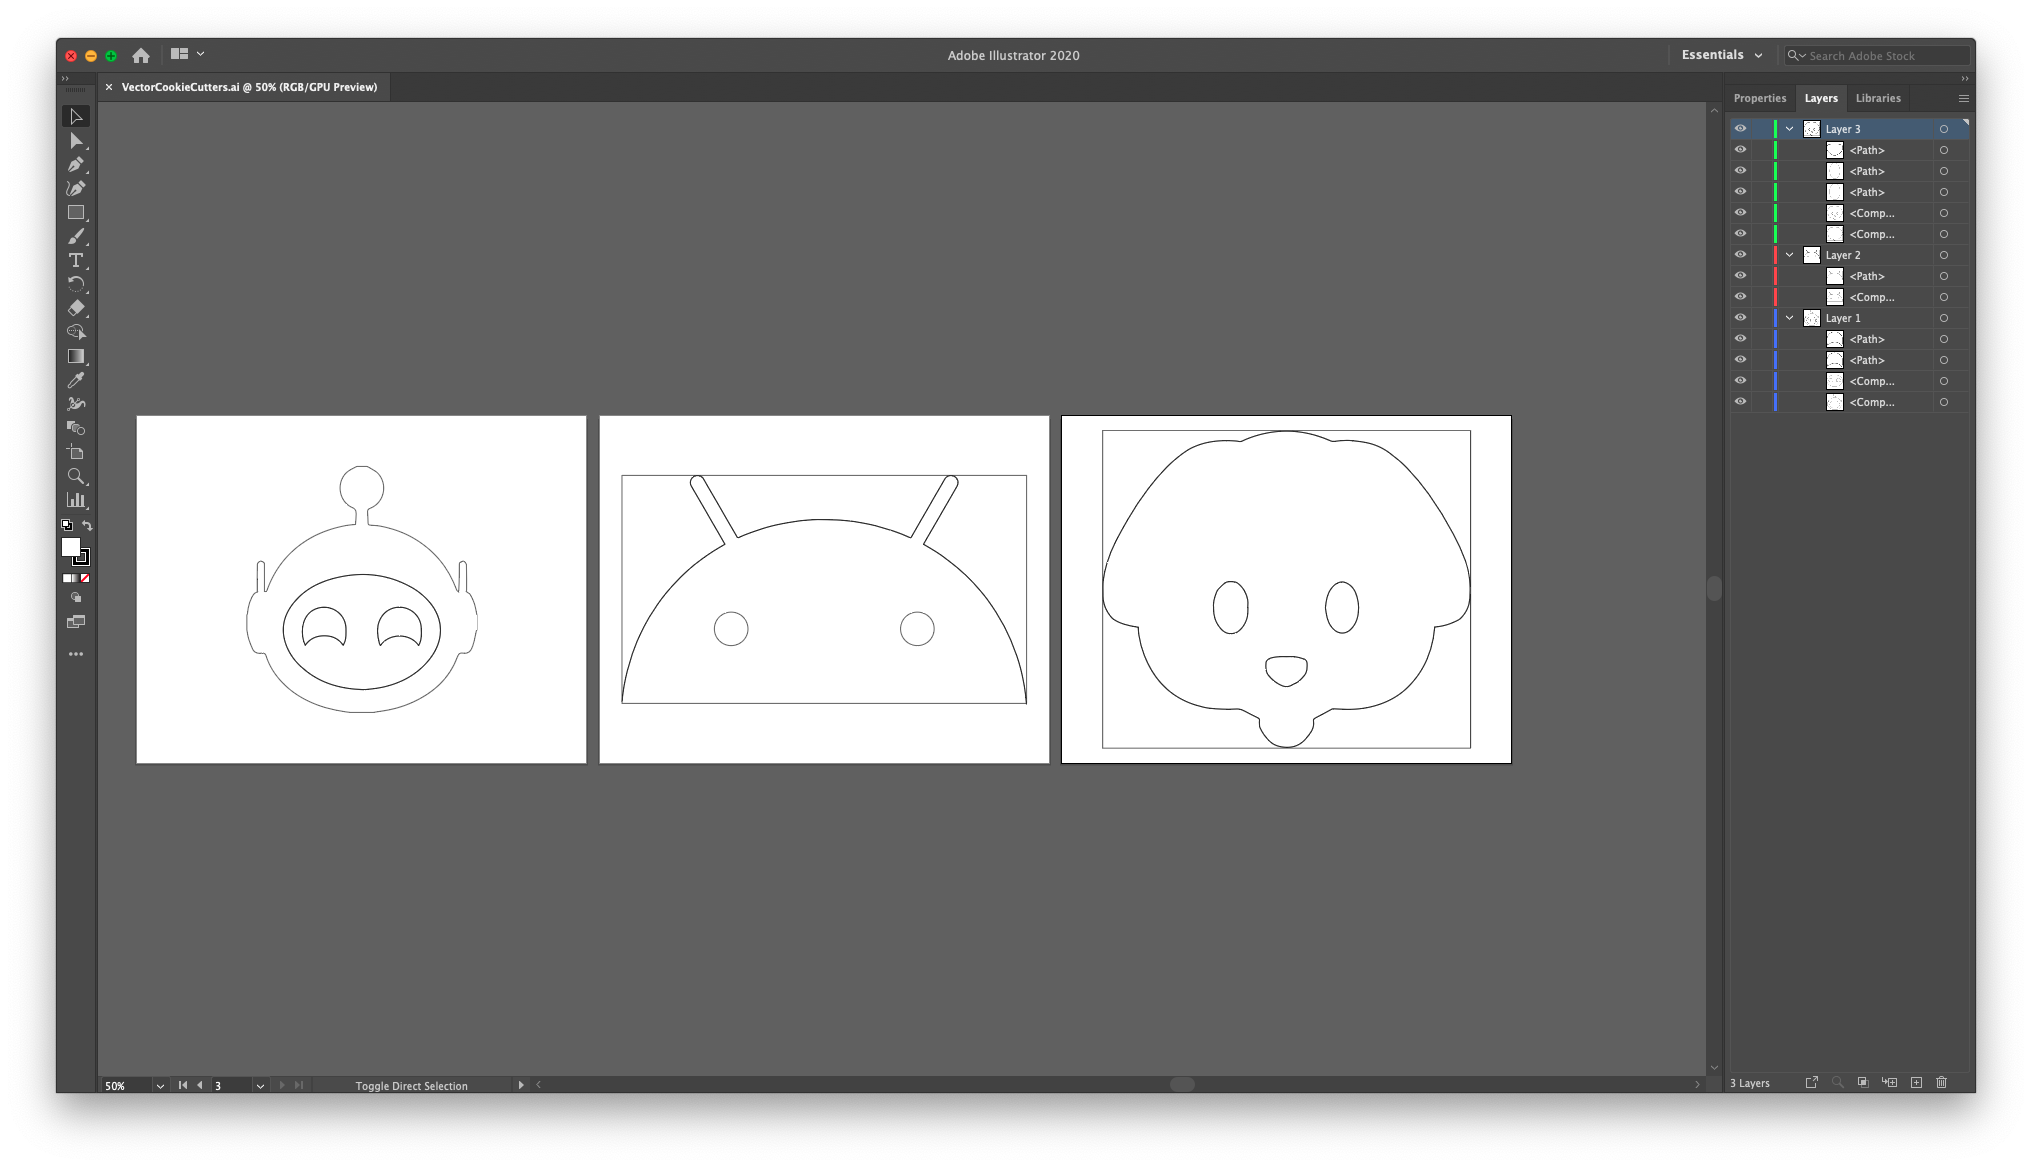 Adobe Illustrator 2020
Essentials
Search Adobe Stock
VectorCookieCutters.ai @ 50% (RGB/GPU Preview)
Properties
Layers
Libraries
Layer 3
<Path>
<Path>
<Path>
<Comp...
<Comp...
Layer 2
<Path>
<Comp...
Layer 1
<Path>
<Path>
<Comp...
<Comp...
50%
3
Toggle Direct Selection
3 Layers